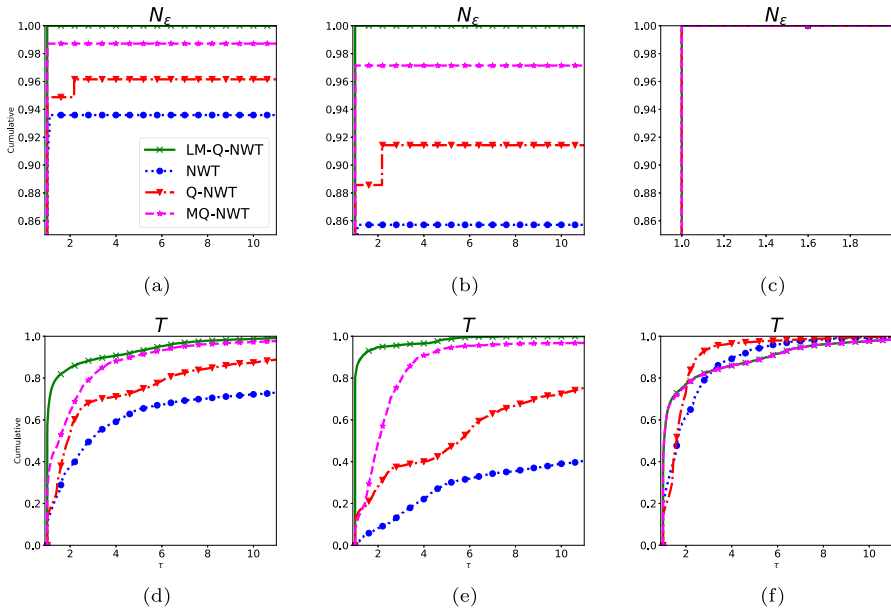 N_ε
N_ε
N_ε
1.00
0.98
0.96
0.94
0.92
0.90
0.88
0.86
Cumulative
LM-Q-NWT
NWT
Q-NWT
MQ-NWT
2 4 6 8 10
1.00
0.98
0.96
0.94
0.92
0.90
0.88
0.86
2 4 6 8 10
1.00
0.98
0.96
0.94
0.92
0.90
0.88
0.86
1.0 1.2 1.4 1.6 1.8
(a)
(b)
(c)
T
T
T
1.0
0.8
0.6
0.4
0.2
0.0
Cumulative
2 4 6 8 10
τ
1.0
0.8
0.6
0.4
0.2
0.0
2 4 6 8 10
τ
1.0
0.8
0.6
0.4
0.2
0.0
2 4 6 8 10
τ
(d)
(e)
(f)